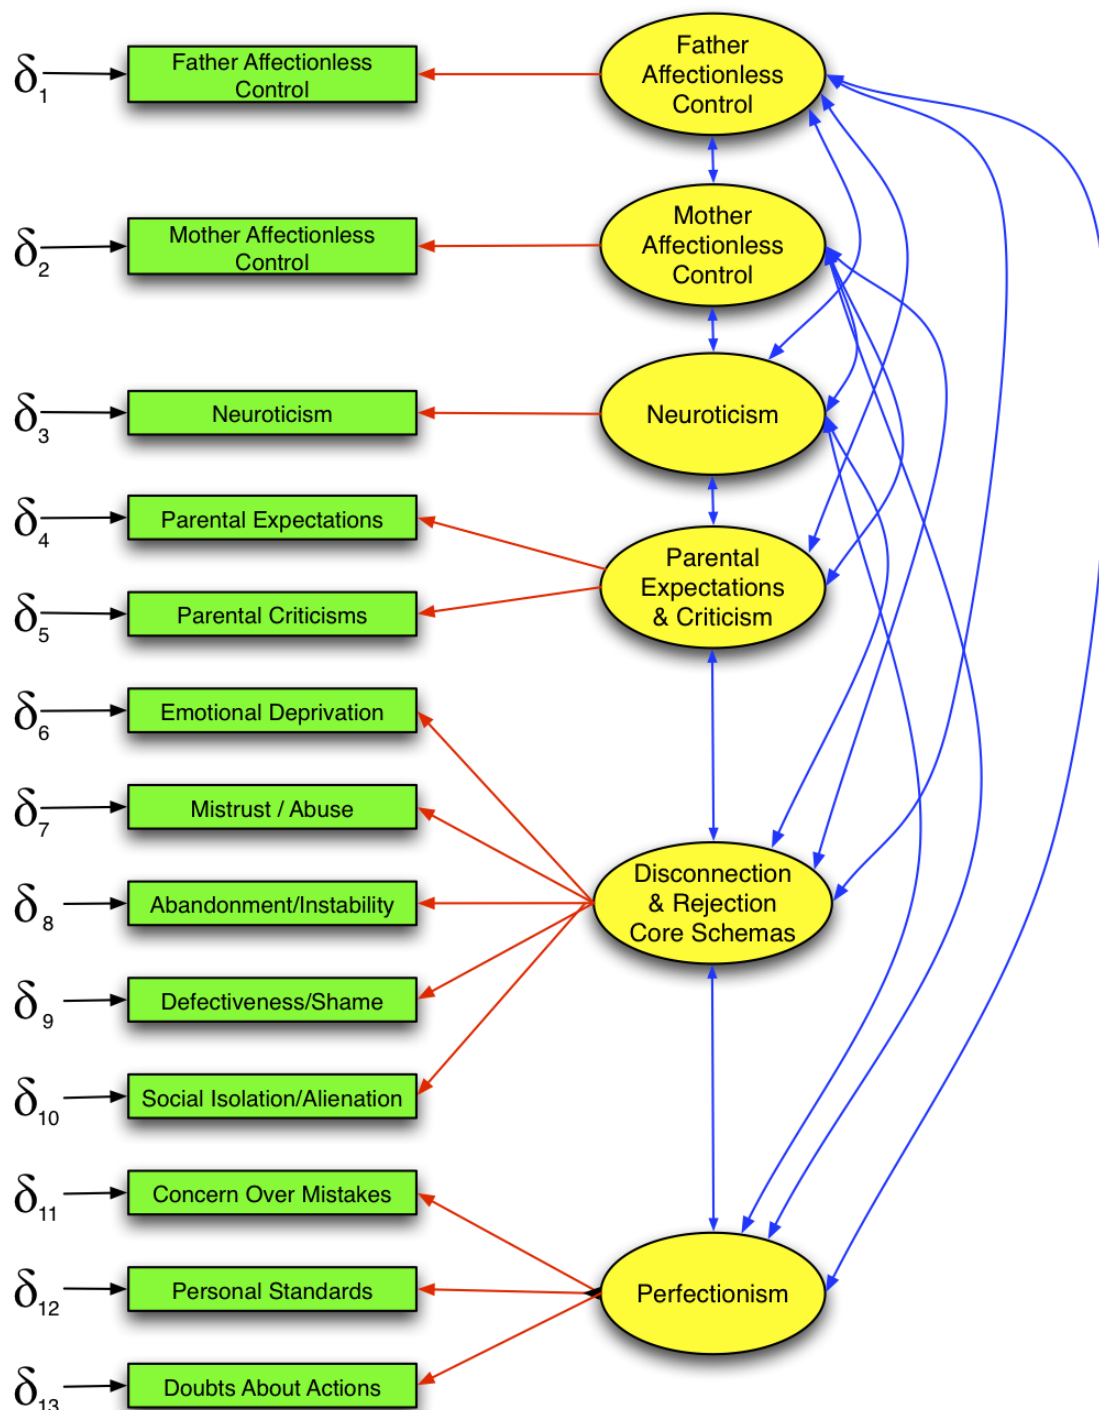 Father
Affectionless
Control
δ1
Father Affectionless
Control
Mother
Affectionless
Control
δ2
Mother Affectionless
Control
δ3
Neuroticism
Neuroticism
δ4
Parental Expectations
Parental
Expectations
& Criticism
δ5
Parental Criticisms
δ6
Emotional Deprivation
δ7
Mistrust / Abuse
Disconnection
& Rejection
Core Schemas
δ8
Abandonment/Instability
δ9
Defectiveness/Shame
δ10
Social Isolation/Alienation
δ11
Concern Over Mistakes
δ12
Personal Standards
Perfectionism
δ13
Doubts About Actions